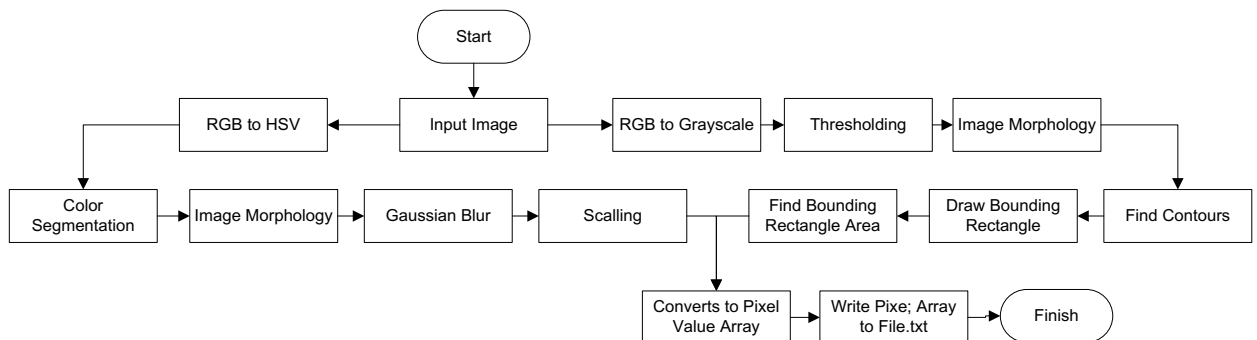 Start
RGB to HSV
Input Image
RGB to Grayscale
Thresholding
Image Morphology
Color
Segmentation
Image Morphology
Gaussian Blur
Scalling
Find Bounding
Rectangle Area
Draw Bounding
Rectangle
Find Contours
Converts to Pixel
Value Array
Write Pixe; Array
to File.txt
Finish